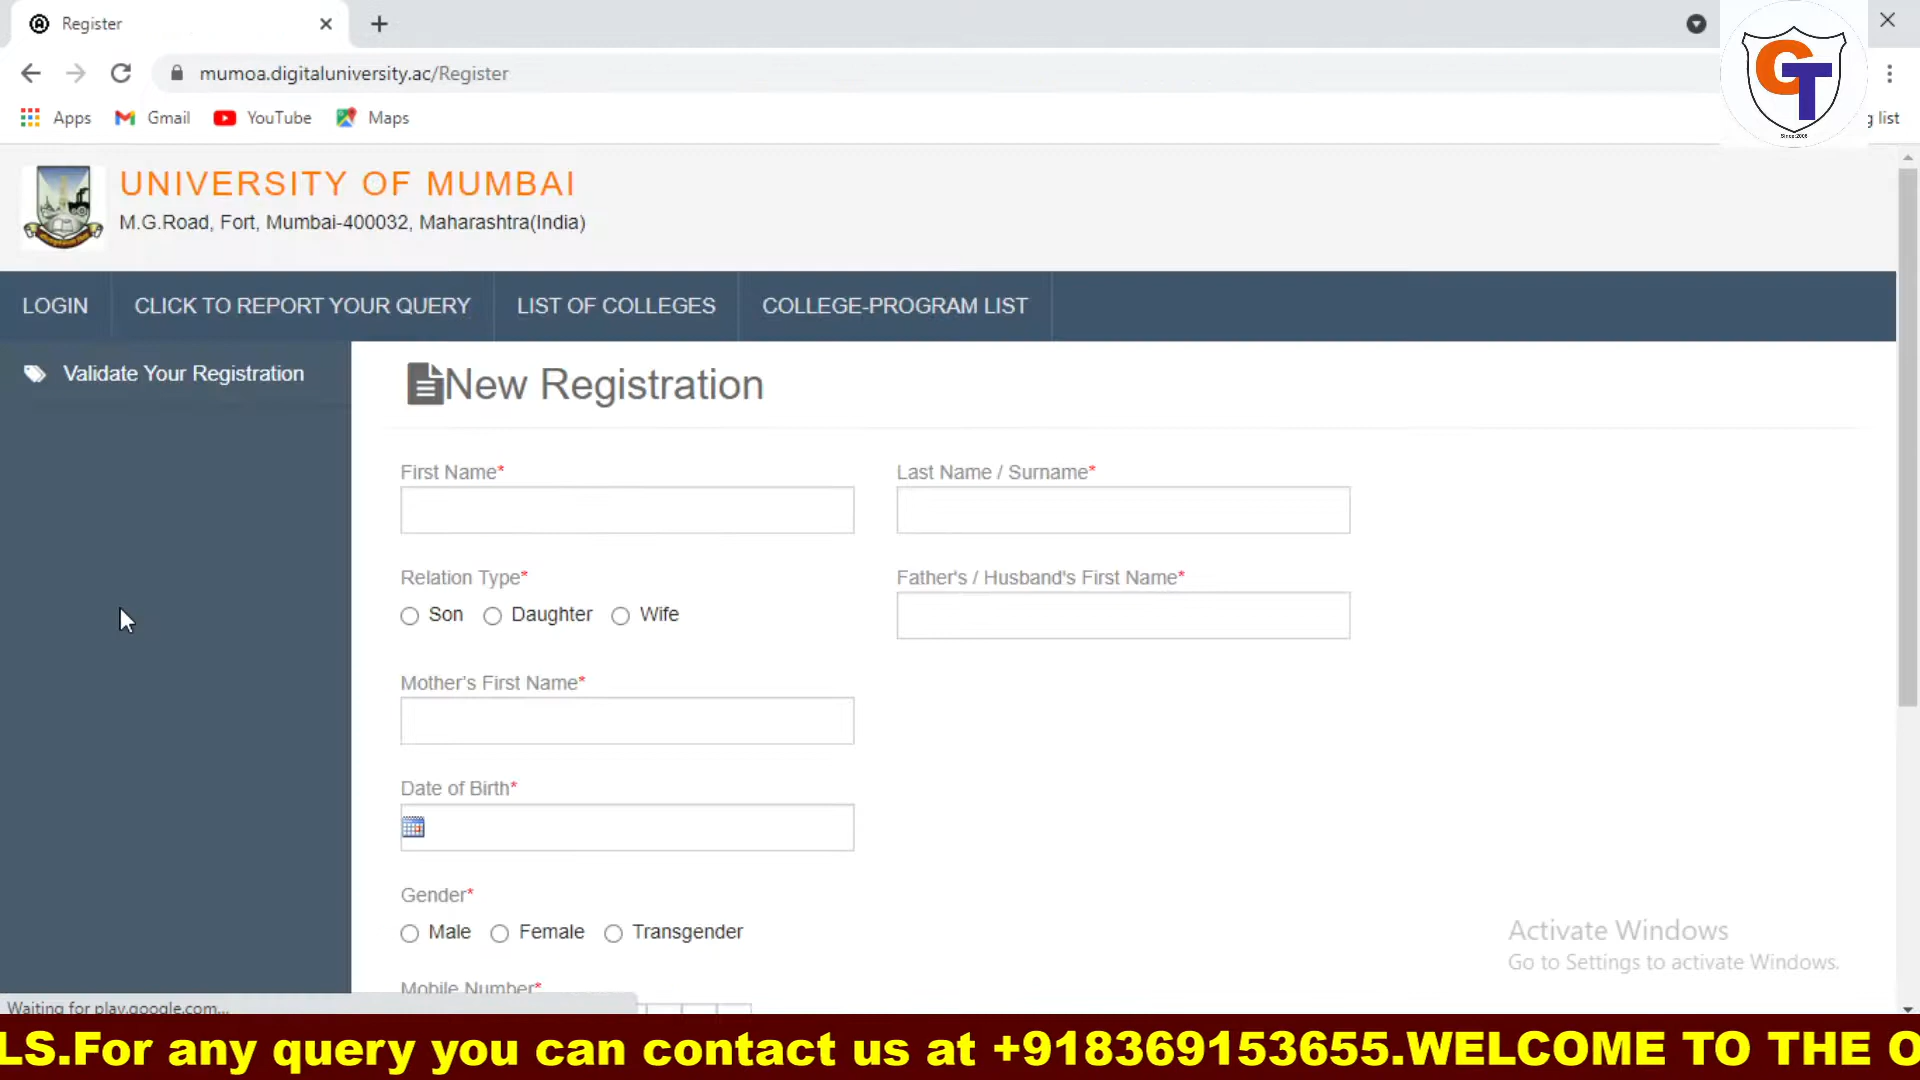 Register
mumoa.digitaluniversity.ac/Register
Apps Gmail YouTube Maps
g list
GT
Since:2006
UNIVERSITY OF MUMBAI
M.G.Road, Fort, Mumbai-400032, Maharashtra(India)
LOGIN CLICK TO REPORT YOUR QUERY LIST OF COLLEGES COLLEGE-PROGRAM LIST
Validate Your Registration
New Registration
First Name* Last Name / Surname*
Relation Type* Father's / Husband's First Name*
Son Daughter Wife
Mother's First Name*
Date of Birth*
Gender*
Male Female Transgender
Mobile Number*
Activate Windows
Go to Settings to activate Windows.
Waiting for play.google.com...
LS.For any query you can contact us at +918369153655.WELCOME TO THE O